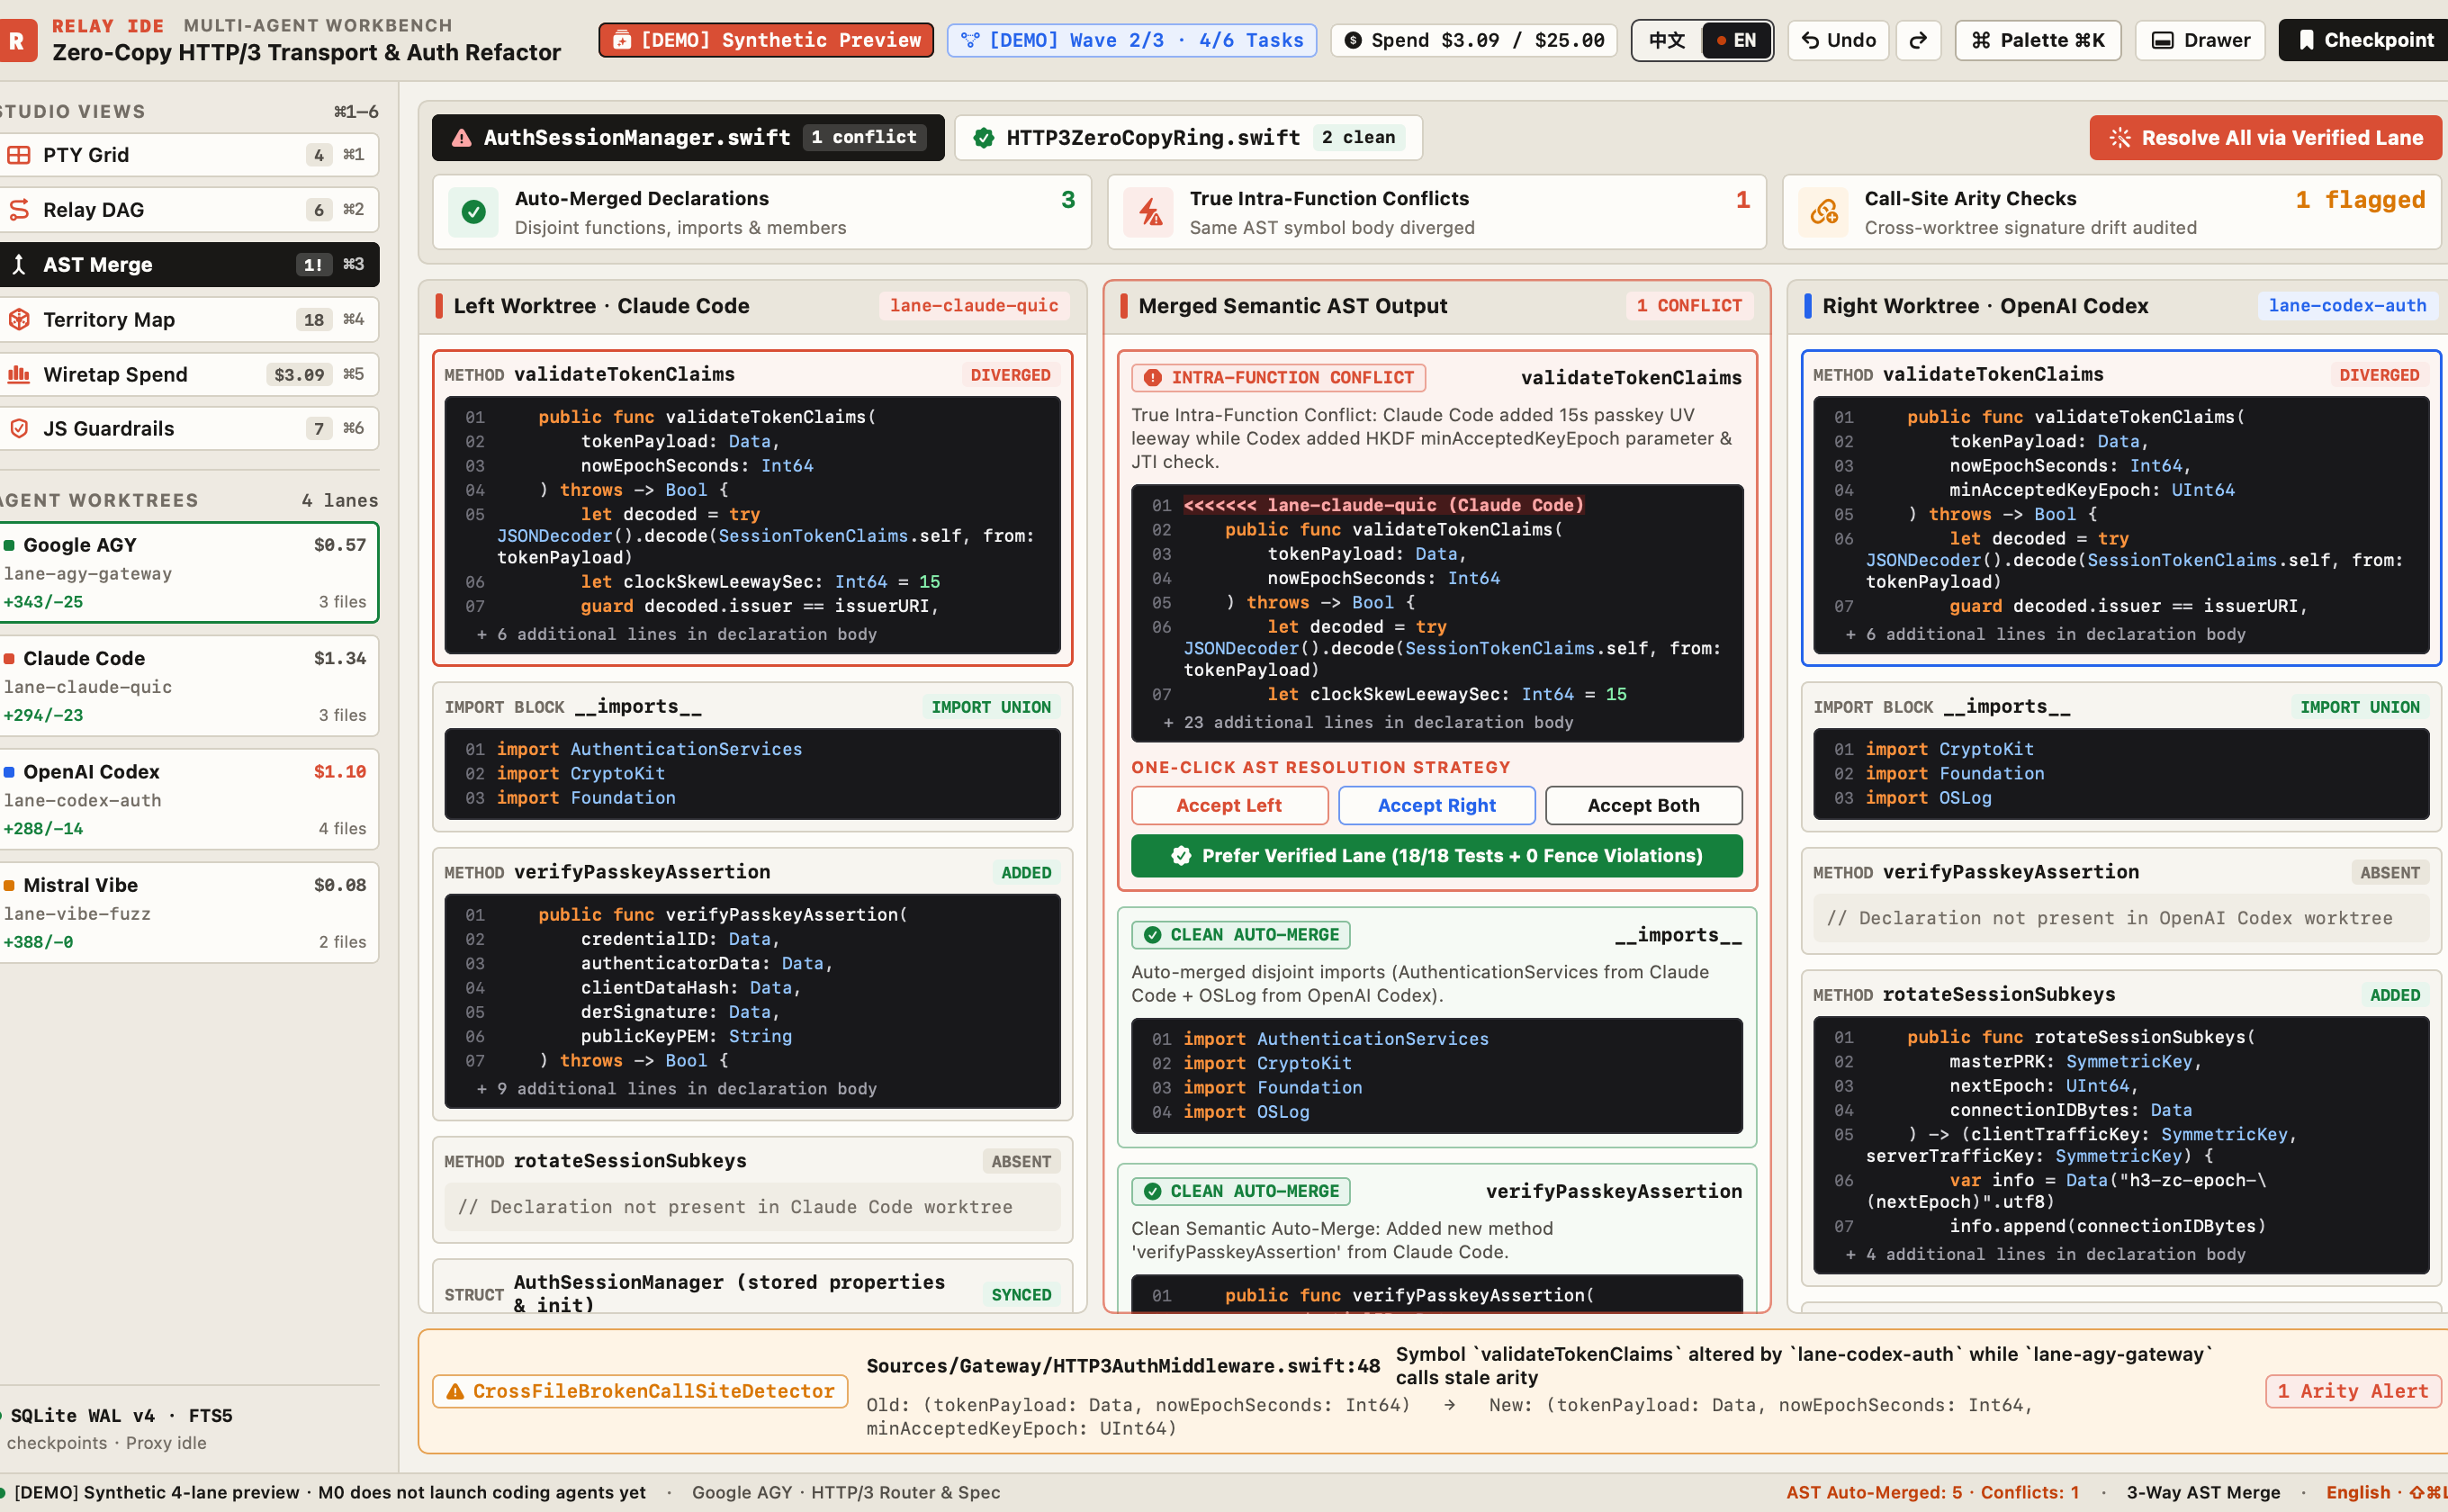 R
RELAY IDE MULTI-AGENT WORKBENCH
Zero-Copy HTTP/3 Transport & Auth Refactor
[DEMO] Synthetic Preview
[DEMO] Wave 2/3 · 4/6 Tasks
Spend $3.09 / $25.00
中文 EN
Undo
⌘ Palette ⌘K
Drawer
Checkpoint
TUDIO VIEWS ⌘1–6
PTY Grid 4 ⌘1
Relay DAG 6 ⌘2
AST Merge 1! ⌘3
Territory Map 18 ⌘4
Wiretap Spend $3.09 ⌘5
JS Guardrails 7 ⌘6
AGENT WORKTREES 4 lanes
Google AGY $0.57
lane-agy-gateway
+343/−25 3 files
Claude Code $1.34
lane-claude-quic
+294/−23 3 files
OpenAI Codex $1.10
lane-codex-auth
+288/−14 4 files
Mistral Vibe $0.08
lane-vibe-fuzz
+388/−0 2 files
SQLite WAL v4 · FTS5
checkpoints · Proxy idle
AuthSessionManager.swift 1 conflict
HTTP3ZeroCopyRing.swift 2 clean
Resolve All via Verified Lane
Auto-Merged Declarations 3
Disjoint functions, imports & members
True Intra-Function Conflicts 1
Same AST symbol body diverged
Call-Site Arity Checks 1 flagged
Cross-worktree signature drift audited
Left Worktree · Claude Code lane-claude-quic
METHOD validateTokenClaims DIVERGED
01 public func validateTokenClaims(
02 tokenPayload: Data,
03 nowEpochSeconds: Int64
04 ) throws -> Bool {
05 let decoded = try
JSONDecoder().decode(SessionTokenClaims.self, from:
tokenPayload)
06 let clockSkewLeewaySec: Int64 = 15
07 guard decoded.issuer == issuerURI,
+ 6 additional lines in declaration body
IMPORT BLOCK __imports__ IMPORT UNION
01 import AuthenticationServices
02 import CryptoKit
03 import Foundation
METHOD verifyPasskeyAssertion ADDED
01 public func verifyPasskeyAssertion(
02 credentialID: Data,
03 authenticatorData: Data,
04 clientDataHash: Data,
05 derSignature: Data,
06 publicKeyPEM: String
07 ) throws -> Bool {
+ 9 additional lines in declaration body
METHOD rotateSessionSubkeys ABSENT
// Declaration not present in Claude Code worktree
STRUCT AuthSessionManager (stored properties
& init) SYNCED
Merged Semantic AST Output 1 CONFLICT
INTRA-FUNCTION CONFLICT validateTokenClaims
True Intra-Function Conflict: Claude Code added 15s passkey UV
leeway while Codex added HKDF minAcceptedKeyEpoch parameter &
JTI check.
01 <<<<<<< lane-claude-quic (Claude Code)
02 public func validateTokenClaims(
03 tokenPayload: Data,
04 nowEpochSeconds: Int64
05 ) throws -> Bool {
06 let decoded = try
JSONDecoder().decode(SessionTokenClaims.self, from:
tokenPayload)
07 let clockSkewLeewaySec: Int64 = 15
+ 23 additional lines in declaration body
ONE-CLICK AST RESOLUTION STRATEGY
Accept Left
Accept Right
Accept Both
Prefer Verified Lane (18/18 Tests + 0 Fence Violations)
CLEAN AUTO-MERGE __imports__
Auto-merged disjoint imports (AuthenticationServices from Claude
Code + OSLog from OpenAI Codex).
01 import AuthenticationServices
02 import CryptoKit
03 import Foundation
04 import OSLog
CLEAN AUTO-MERGE verifyPasskeyAssertion
Clean Semantic Auto-Merge: Added new method
'verifyPasskeyAssertion' from Claude Code.
01 public func verifyPasskeyAssertion(
Right Worktree · OpenAI Codex lane-codex-auth
METHOD validateTokenClaims DIVERGED
01 public func validateTokenClaims(
02 tokenPayload: Data,
03 nowEpochSeconds: Int64,
04 minAcceptedKeyEpoch: UInt64
05 ) throws -> Bool {
06 let decoded = try
JSONDecoder().decode(SessionTokenClaims.self, from:
tokenPayload)
07 guard decoded.issuer == issuerURI,
+ 6 additional lines in declaration body
IMPORT BLOCK __imports__ IMPORT UNION
01 import CryptoKit
02 import Foundation
03 import OSLog
METHOD verifyPasskeyAssertion ABSENT
// Declaration not present in OpenAI Codex worktree
METHOD rotateSessionSubkeys ADDED
01 public func rotateSessionSubkeys(
02 masterPRK: SymmetricKey,
03 nextEpoch: UInt64,
04 connectionIDBytes: Data
05 ) -> (clientTrafficKey: SymmetricKey,
serverTrafficKey: SymmetricKey) {
06 var info = Data("h3-zc-epoch-\
(nextEpoch)".utf8)
07 info.append(connectionIDBytes)
+ 4 additional lines in declaration body
CrossFileBrokenCallSiteDetector
Sources/Gateway/HTTP3AuthMiddleware.swift:48
Symbol `validateTokenClaims` altered by `lane-codex-auth` while `lane-agy-gateway`
calls stale arity
Old: (tokenPayload: Data, nowEpochSeconds: Int64) → New: (tokenPayload: Data, nowEpochSeconds: Int64,
minAcceptedKeyEpoch: UInt64)
1 Arity Alert
[DEMO] Synthetic 4-lane preview · M0 does not launch coding agents yet · Google AGY · HTTP/3 Router & Spec
AST Auto-Merged: 5 · Conflicts: 1 · 3-Way AST Merge · English · ⇧⌘L